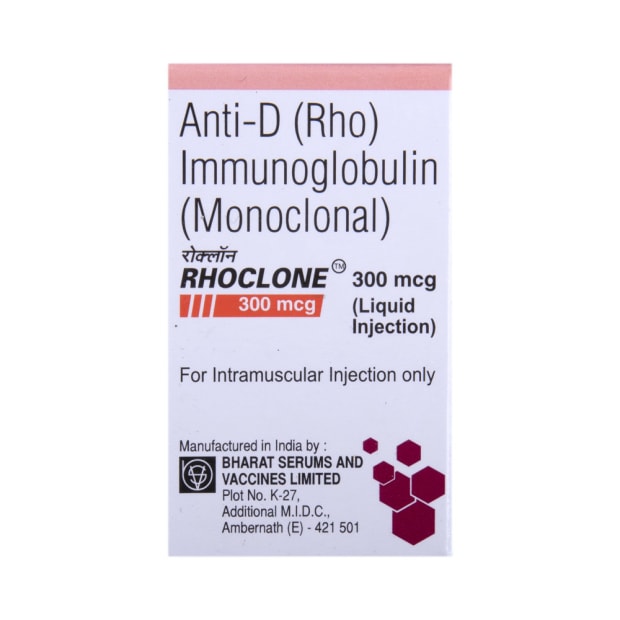 Anti-D (Rho)
Immunoglobulin
(Monoclonal)
रोक्लॉन
RHOCLONE™ 300 mcg
300 mcg (Liquid
Injection)
For Intramuscular Injection only
Manufactured in India by :
BHARAT SERUMS AND
VACCINES LIMITED
Plot No. K-27,
Additional M.I.D.C.,
Ambernath (E) - 421 501